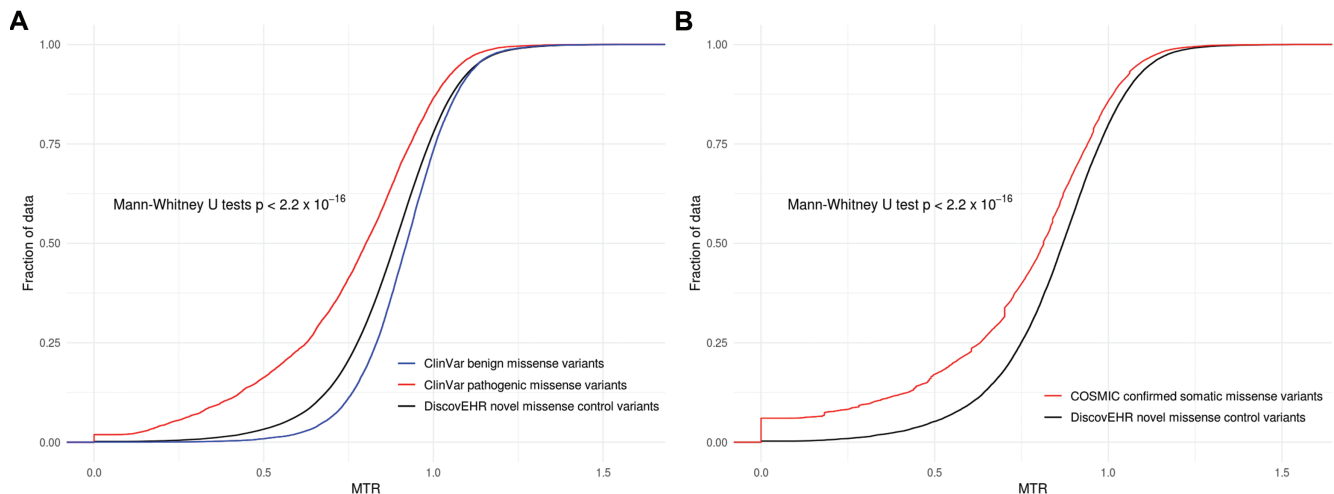 A
1.00
0.75
0.50
0.25
0.00
Fraction of data
Mann-Whitney U tests p < 2.2 x 10⁻¹⁶
ClinVar benign missense variants
ClinVar pathogenic missense variants
DiscovEHR novel missense control variants
0.0 0.5 1.0 1.5
MTR
B
1.00
0.75
0.50
0.25
0.00
Fraction of data
Mann-Whitney U test p < 2.2 x 10⁻¹⁶
COSMIC confirmed somatic missense variants
DiscovEHR novel missense control variants
0.0 0.5 1.0 1.5
MTR